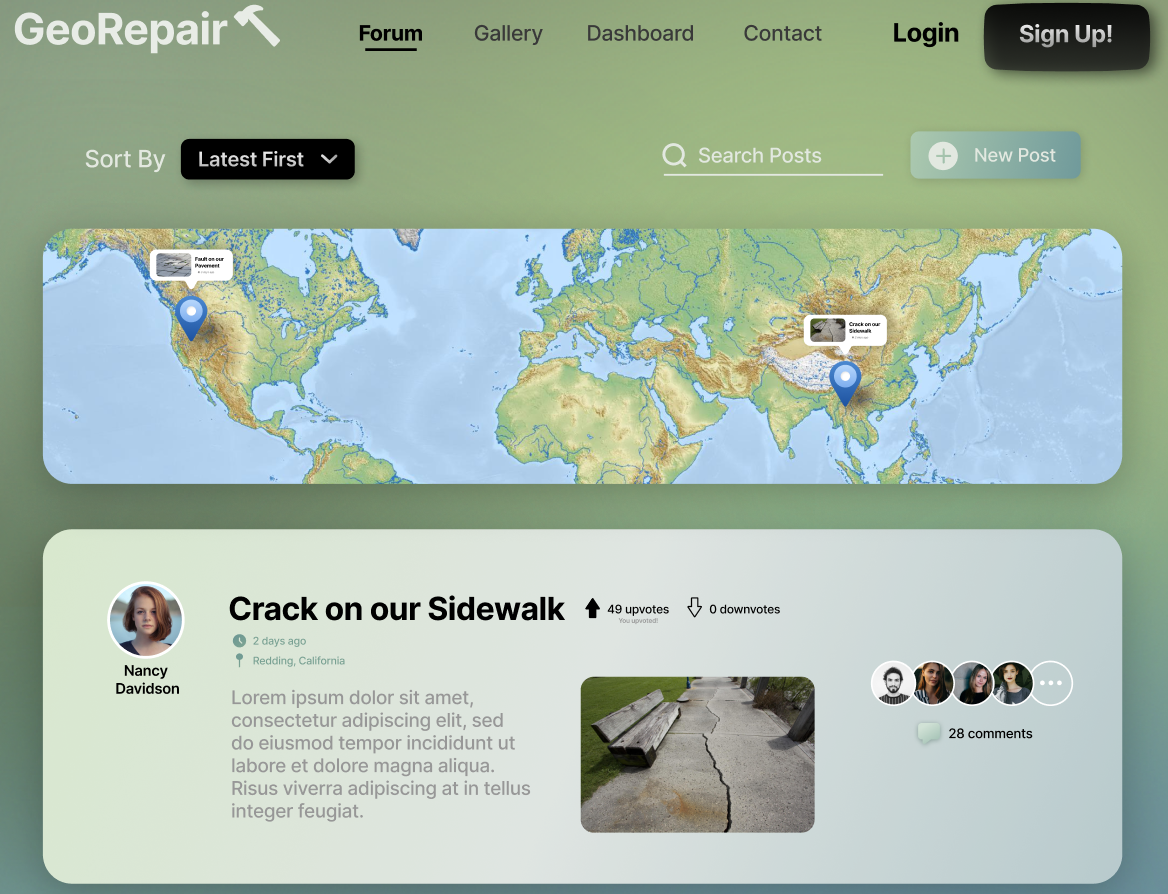 GeoRepair
Forum
Gallery
Dashboard
Contact
Login
Sign Up!
Sort By
Latest First
Search Posts
New Post
Fault on our
Pavement
Crack on our
Sidewalk
Crack on our Sidewalk
49 upvotes
You upvoted!
0 downvotes
2 days ago
Redding, California
Nancy
Davidson
Lorem ipsum dolor sit amet,
consectetur adipiscing elit, sed
do eiusmod tempor incididunt ut
labore et dolore magna aliqua.
Risus viverra adipiscing at in tellus
integer feugiat.
28 comments